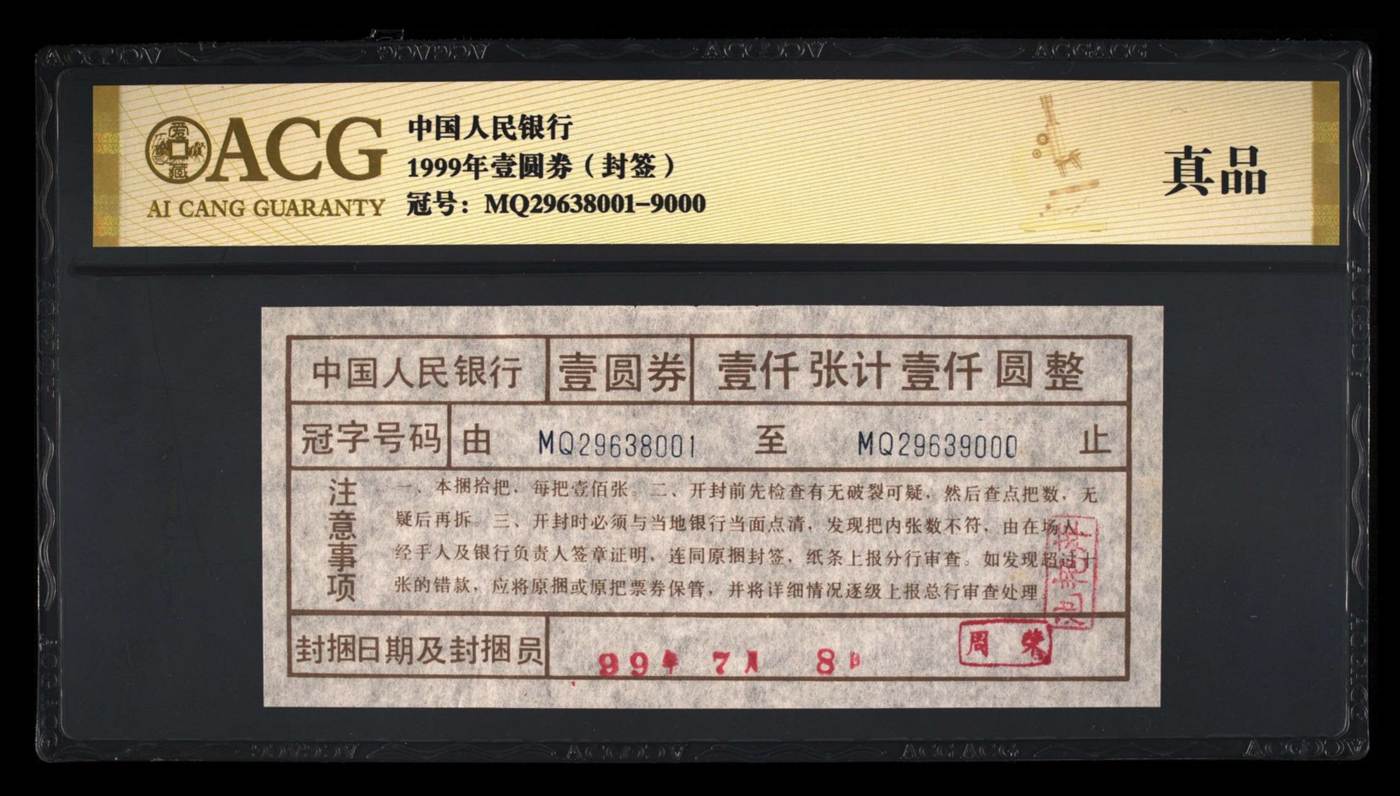 ACG
AI CANG GUARANTY
中国人民银行
1999年壹圆券（封签）
冠号：MQ29638001-9000
真品
中国人民银行 壹圆券 壹仟张计壹仟圆整
冠字号码 由 MQ29638001 至 MQ29639000 止
注意事项
一、本捆拾把，每把壹佰张。二、开封前先检查有无破裂可疑，然后查点把数，无
疑后再拆。三、开封时必须与当地银行当面点清，发现把内张数不符，由在场人
经手人及银行负责人签章证明，连同原捆封签，纸条上报分行审查。如发现超过十
张的错款，应将原捆或原把票券保管，并将详细情况逐级上报总行审查处理
封捆日期及封捆员 99年 7月 8日 周荣